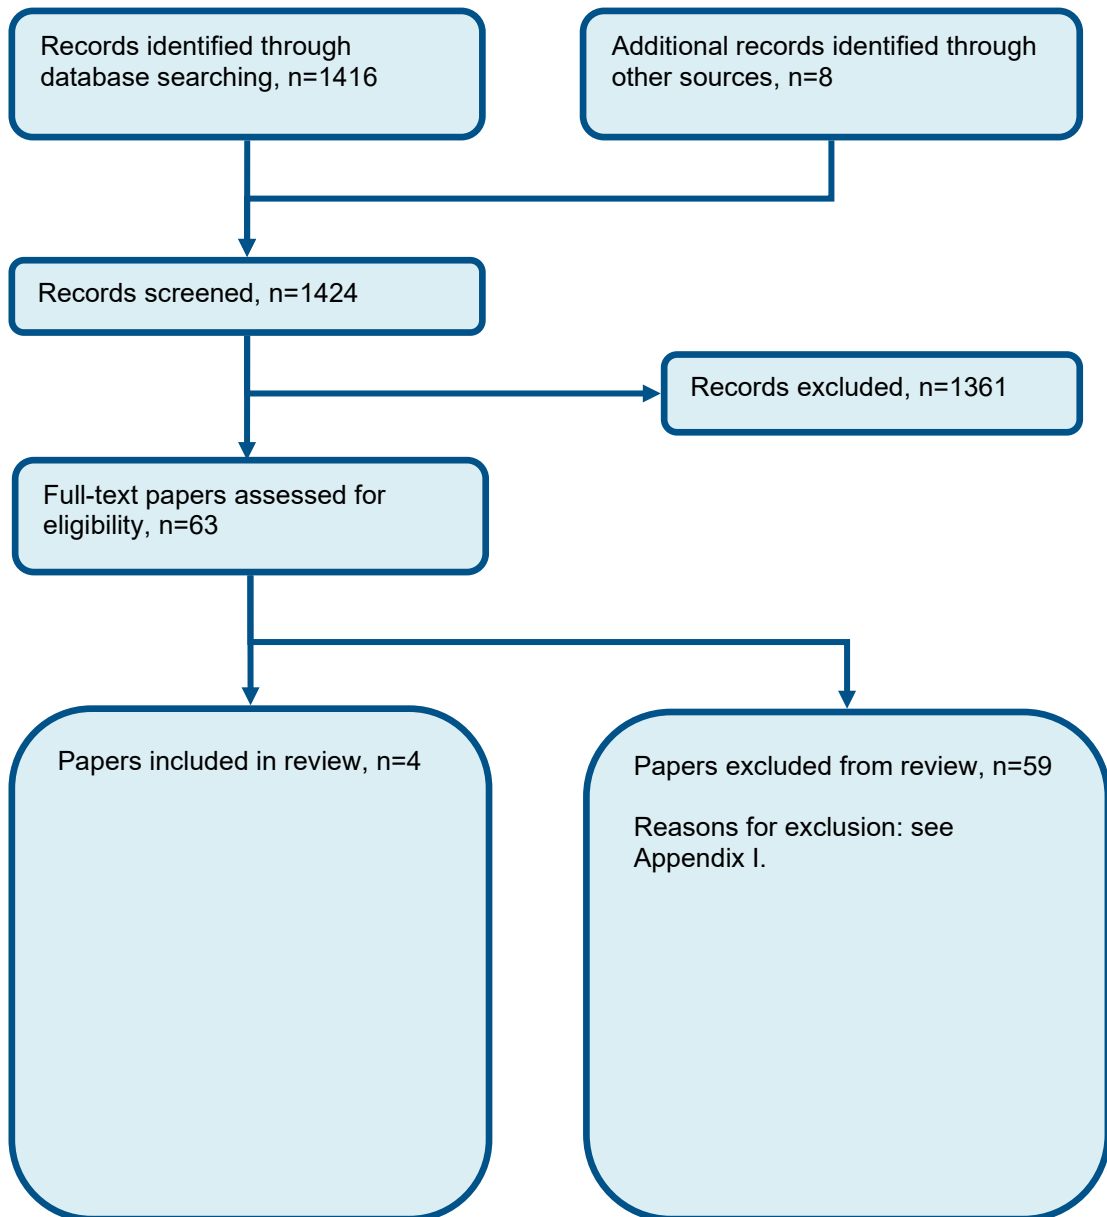 Records identified through
database searching, n=1416
Additional records identified through
other sources, n=8
Records screened, n=1424
Records excluded, n=1361
Full-text papers assessed for
eligibility, n=63
Papers included in review, n=4
Papers excluded from review, n=59
Reasons for exclusion: see
Appendix I.